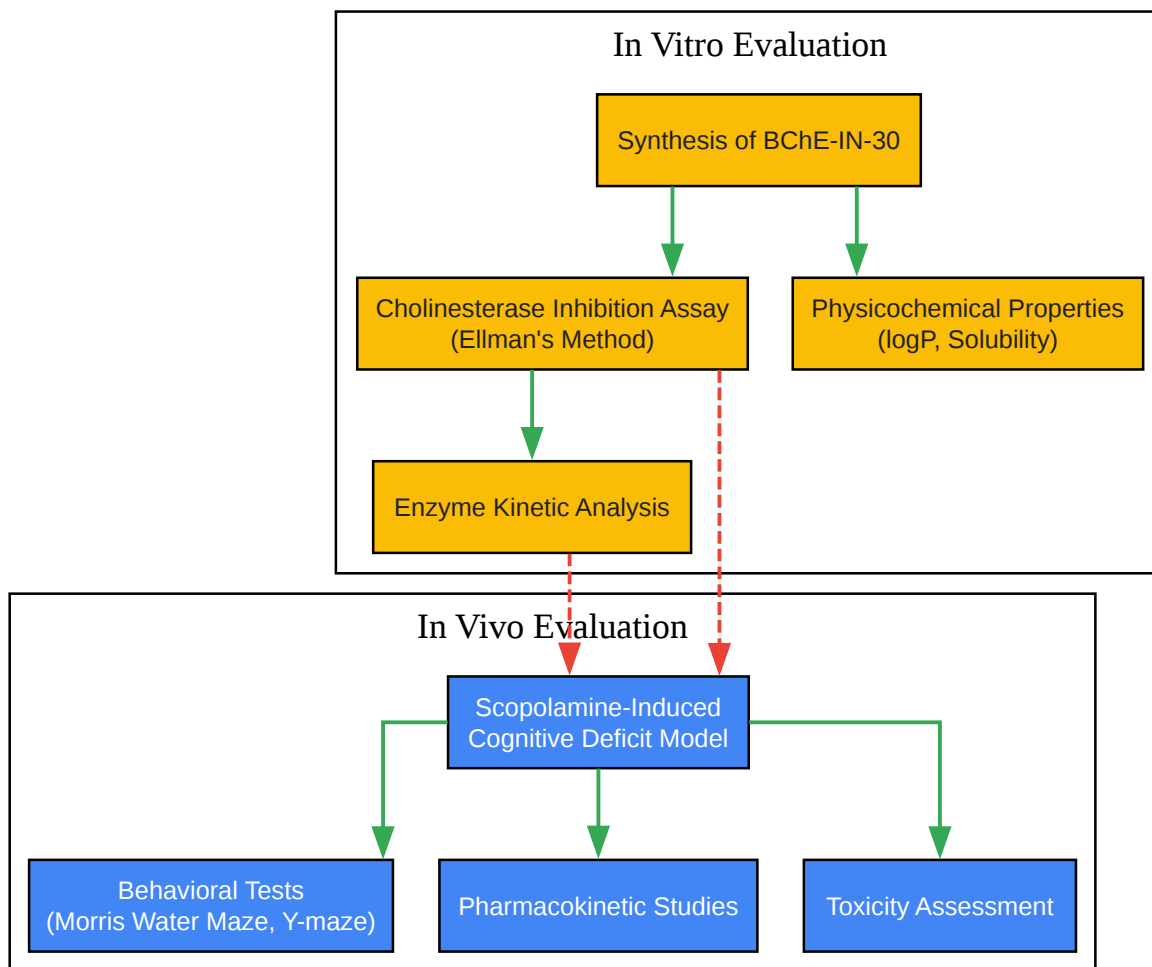 In Vitro Evaluation
Synthesis of BChE-IN-30
Cholinesterase Inhibition Assay
(Ellman's Method)
Physicochemical Properties
(logP, Solubility)
Enzyme Kinetic Analysis
In Vivo Evaluation
Scopolamine-Induced
Cognitive Deficit Model
Behavioral Tests
(Morris Water Maze, Y-maze)
Pharmacokinetic Studies
Toxicity Assessment